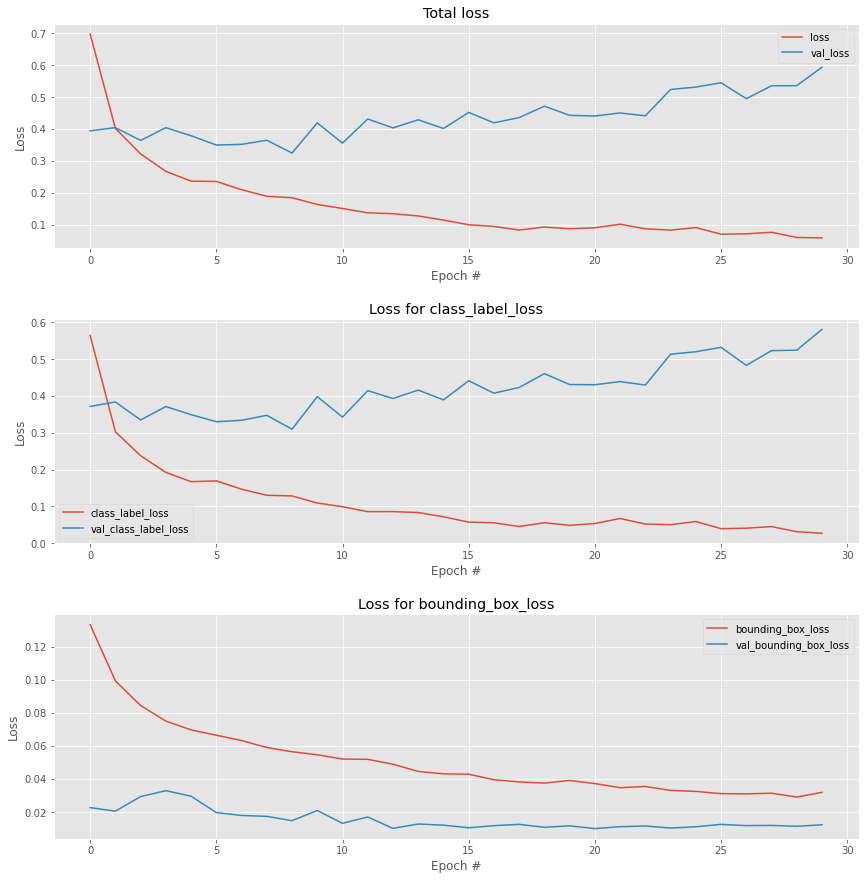 Total loss
0.7
0.6
0.5
0.4
0.3
0.2
0.1
Loss
loss
val_loss
0 5 10 15 20 25 30
Epoch #
Loss for class_label_loss
0.6
0.5
0.4
0.3
0.2
0.1
0.0
Loss
class_label_loss
val_class_label_loss
0 5 10 15 20 25 30
Epoch #
Loss for bounding_box_loss
0.12
0.10
0.08
0.06
0.04
0.02
Loss
bounding_box_loss
val_bounding_box_loss
0 5 10 15 20 25 30
Epoch #